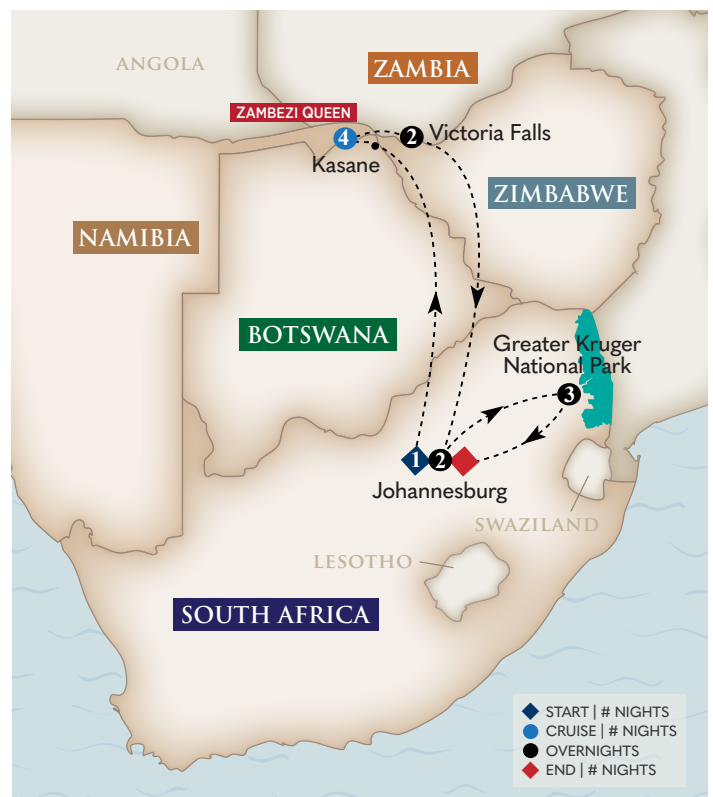 ANGOLA
ZAMBIA
ZAMBEZI QUEEN
4
2
Victoria Falls
Kasane
ZIMBABWE
NAMIBIA
BOTSWANA
Greater Kruger
National Park
3
1
2
Johannesburg
SWAZILAND
LESOTHO
SOUTH AFRICA
START | # NIGHTS
CRUISE | # NIGHTS
OVERNIGHTS
END | # NIGHTS